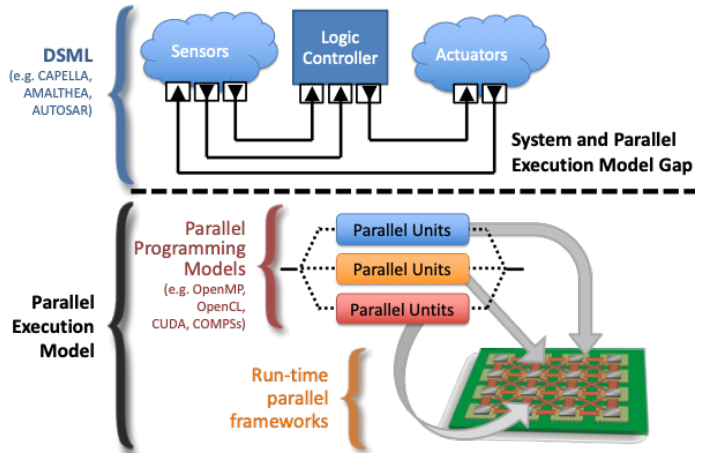 DSML
(e.g. CAPELLA,
AMALTHEA,
AUTOSAR)
Sensors
Logic
Controller
Actuators
System and Parallel
Execution Model Gap
Parallel
Execution
Model
Parallel
Programming
Models
(e.g. OpenMP,
OpenCL,
CUDA, COMPSs)
Parallel Units
Parallel Units
Parallel Untits
Run-time
parallel
frameworks